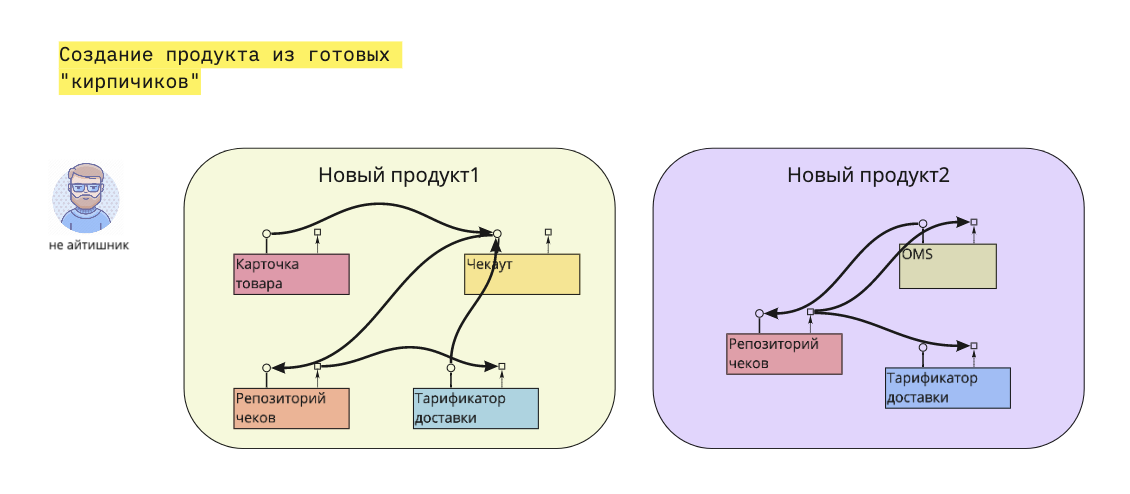 Создание продукта из готовых
"кирпичиков"
не айтишник
Новый продукт1
Карточка
товара
Чекаут
Репозиторий
чеков
Тарификатор
доставки
Новый продукт2
OMS
Репозиторий
чеков
Тарификатор
доставки